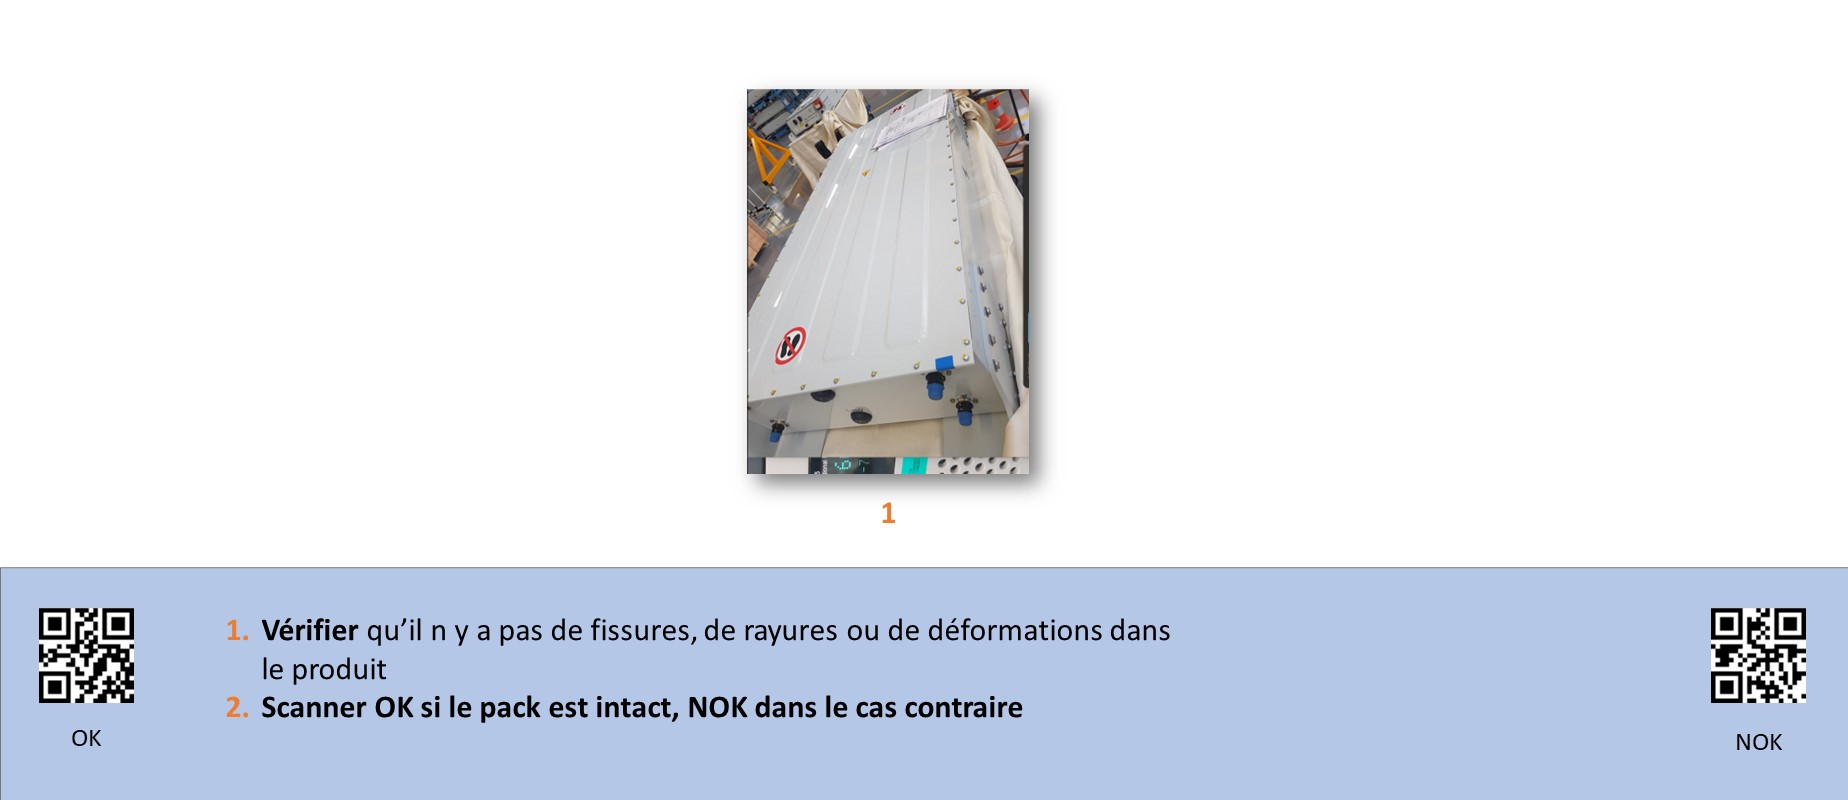 1
1. Vérifier qu’il n y a pas de fissures, de rayures ou de déformations dans
le produit
2. Scanner OK si le pack est intact, NOK dans le cas contraire
OK
NOK